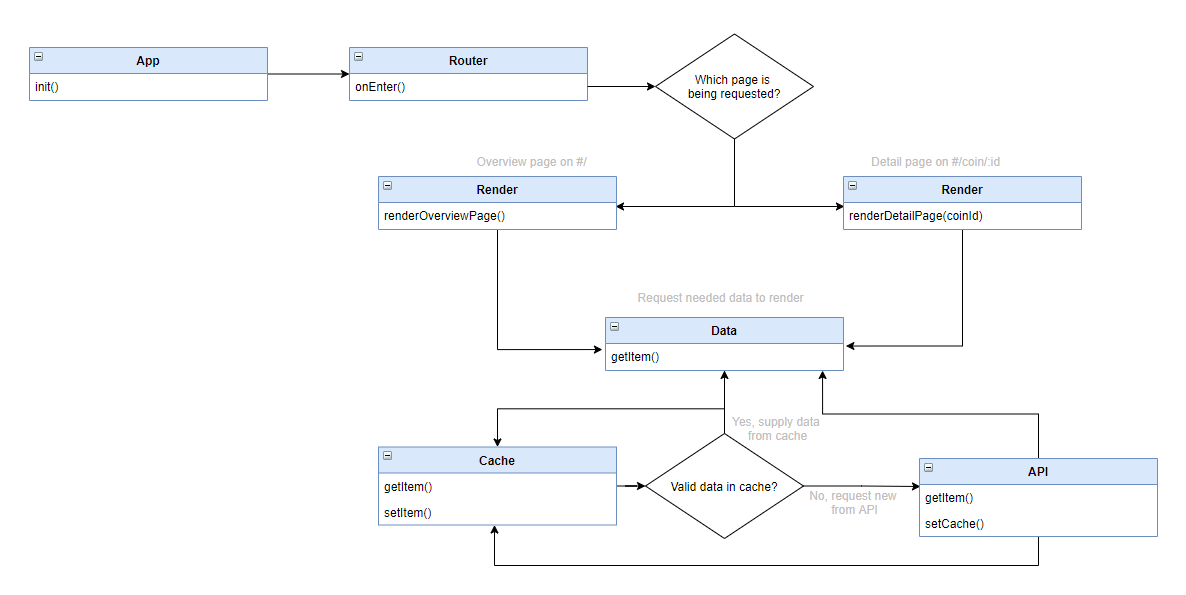 App
init()
Router
onEnter()
Which page is
being requested?
Overview page on #/
Render
renderOverviewPage()
Detail page on #/coin/:id
Render
renderDetailPage(coinId)
Request needed data to render
Data
getItem()
Yes, supply data
from cache
Cache
getItem()
setItem()
Valid data in cache?
No, request new
from API
API
getItem()
setCache()